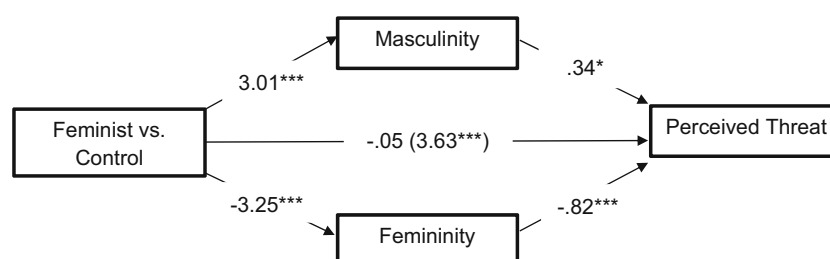 Masculinity
3.01***
.34*
Feminist vs.
Control
-.05 (3.63***)
Perceived Threat
-3.25***
-.82***
Femininity